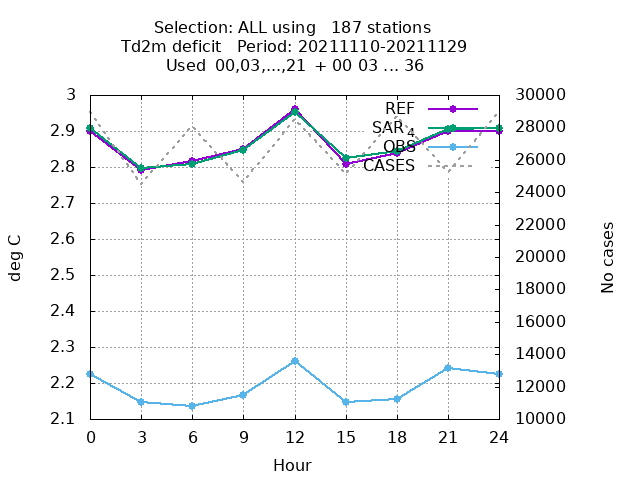 Selection: ALL using   187 stations
Td2m deficit   Period: 20211110-20211129
Used  00,03,...,21  + 00 03 ... 36
3
2.9
2.8
2.7
2.6
2.5
2.4
2.3
2.2
2.1
30000
28000
26000
24000
22000
20000
18000
16000
14000
12000
10000
REF
SAR₄
OBS
CASES
deg C
No cases
0 3 6 9 12 15 18 21 24
Hour